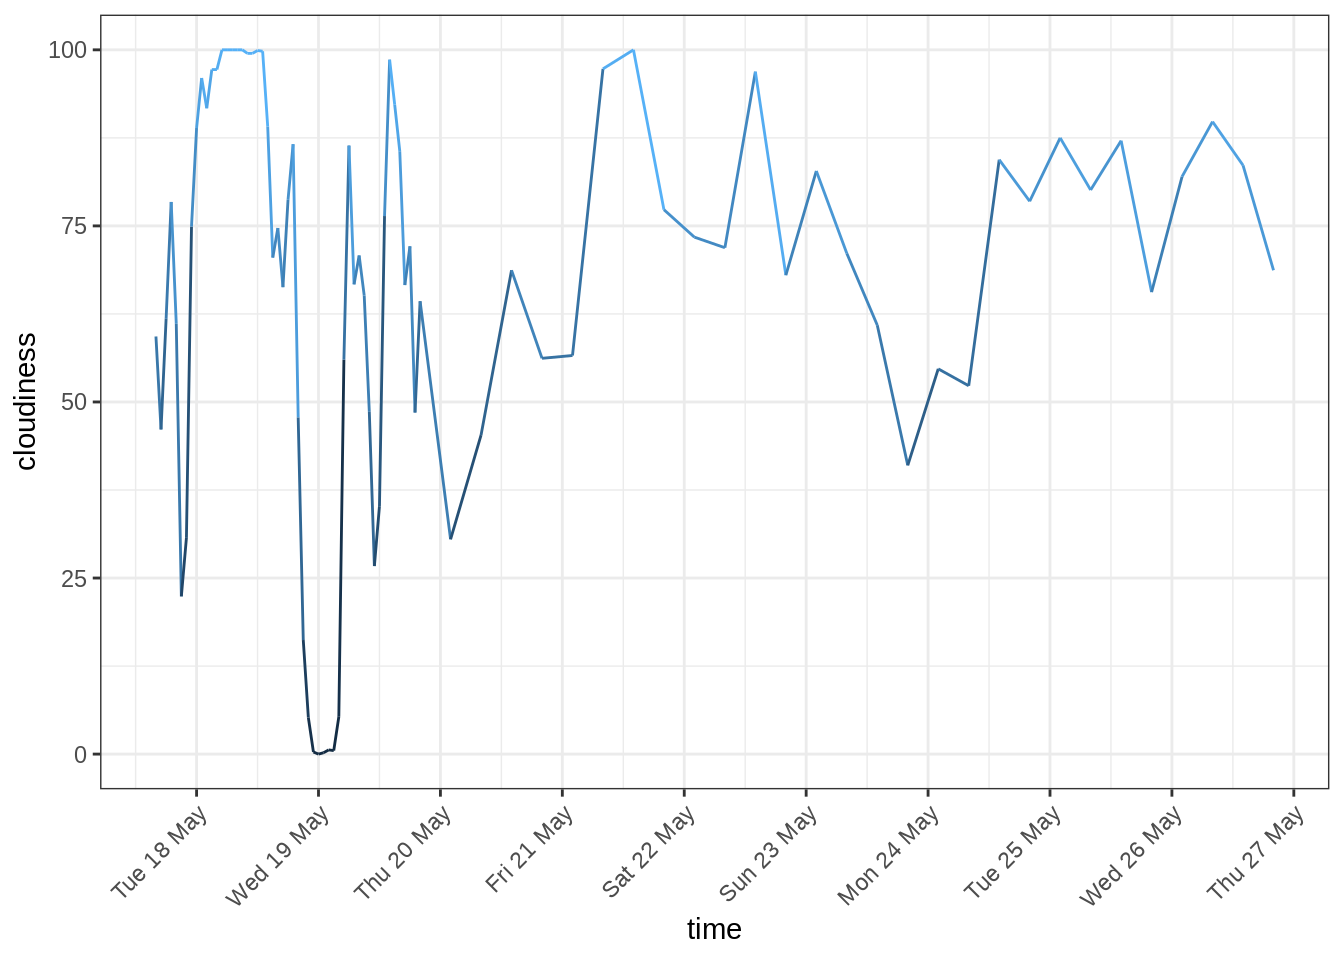 100
75
50
25
0
cloudiness
Tue 18 May
Wed 19 May
Thu 20 May
Fri 21 May
Sat 22 May
Sun 23 May
Mon 24 May
Tue 25 May
Wed 26 May
Thu 27 May
time